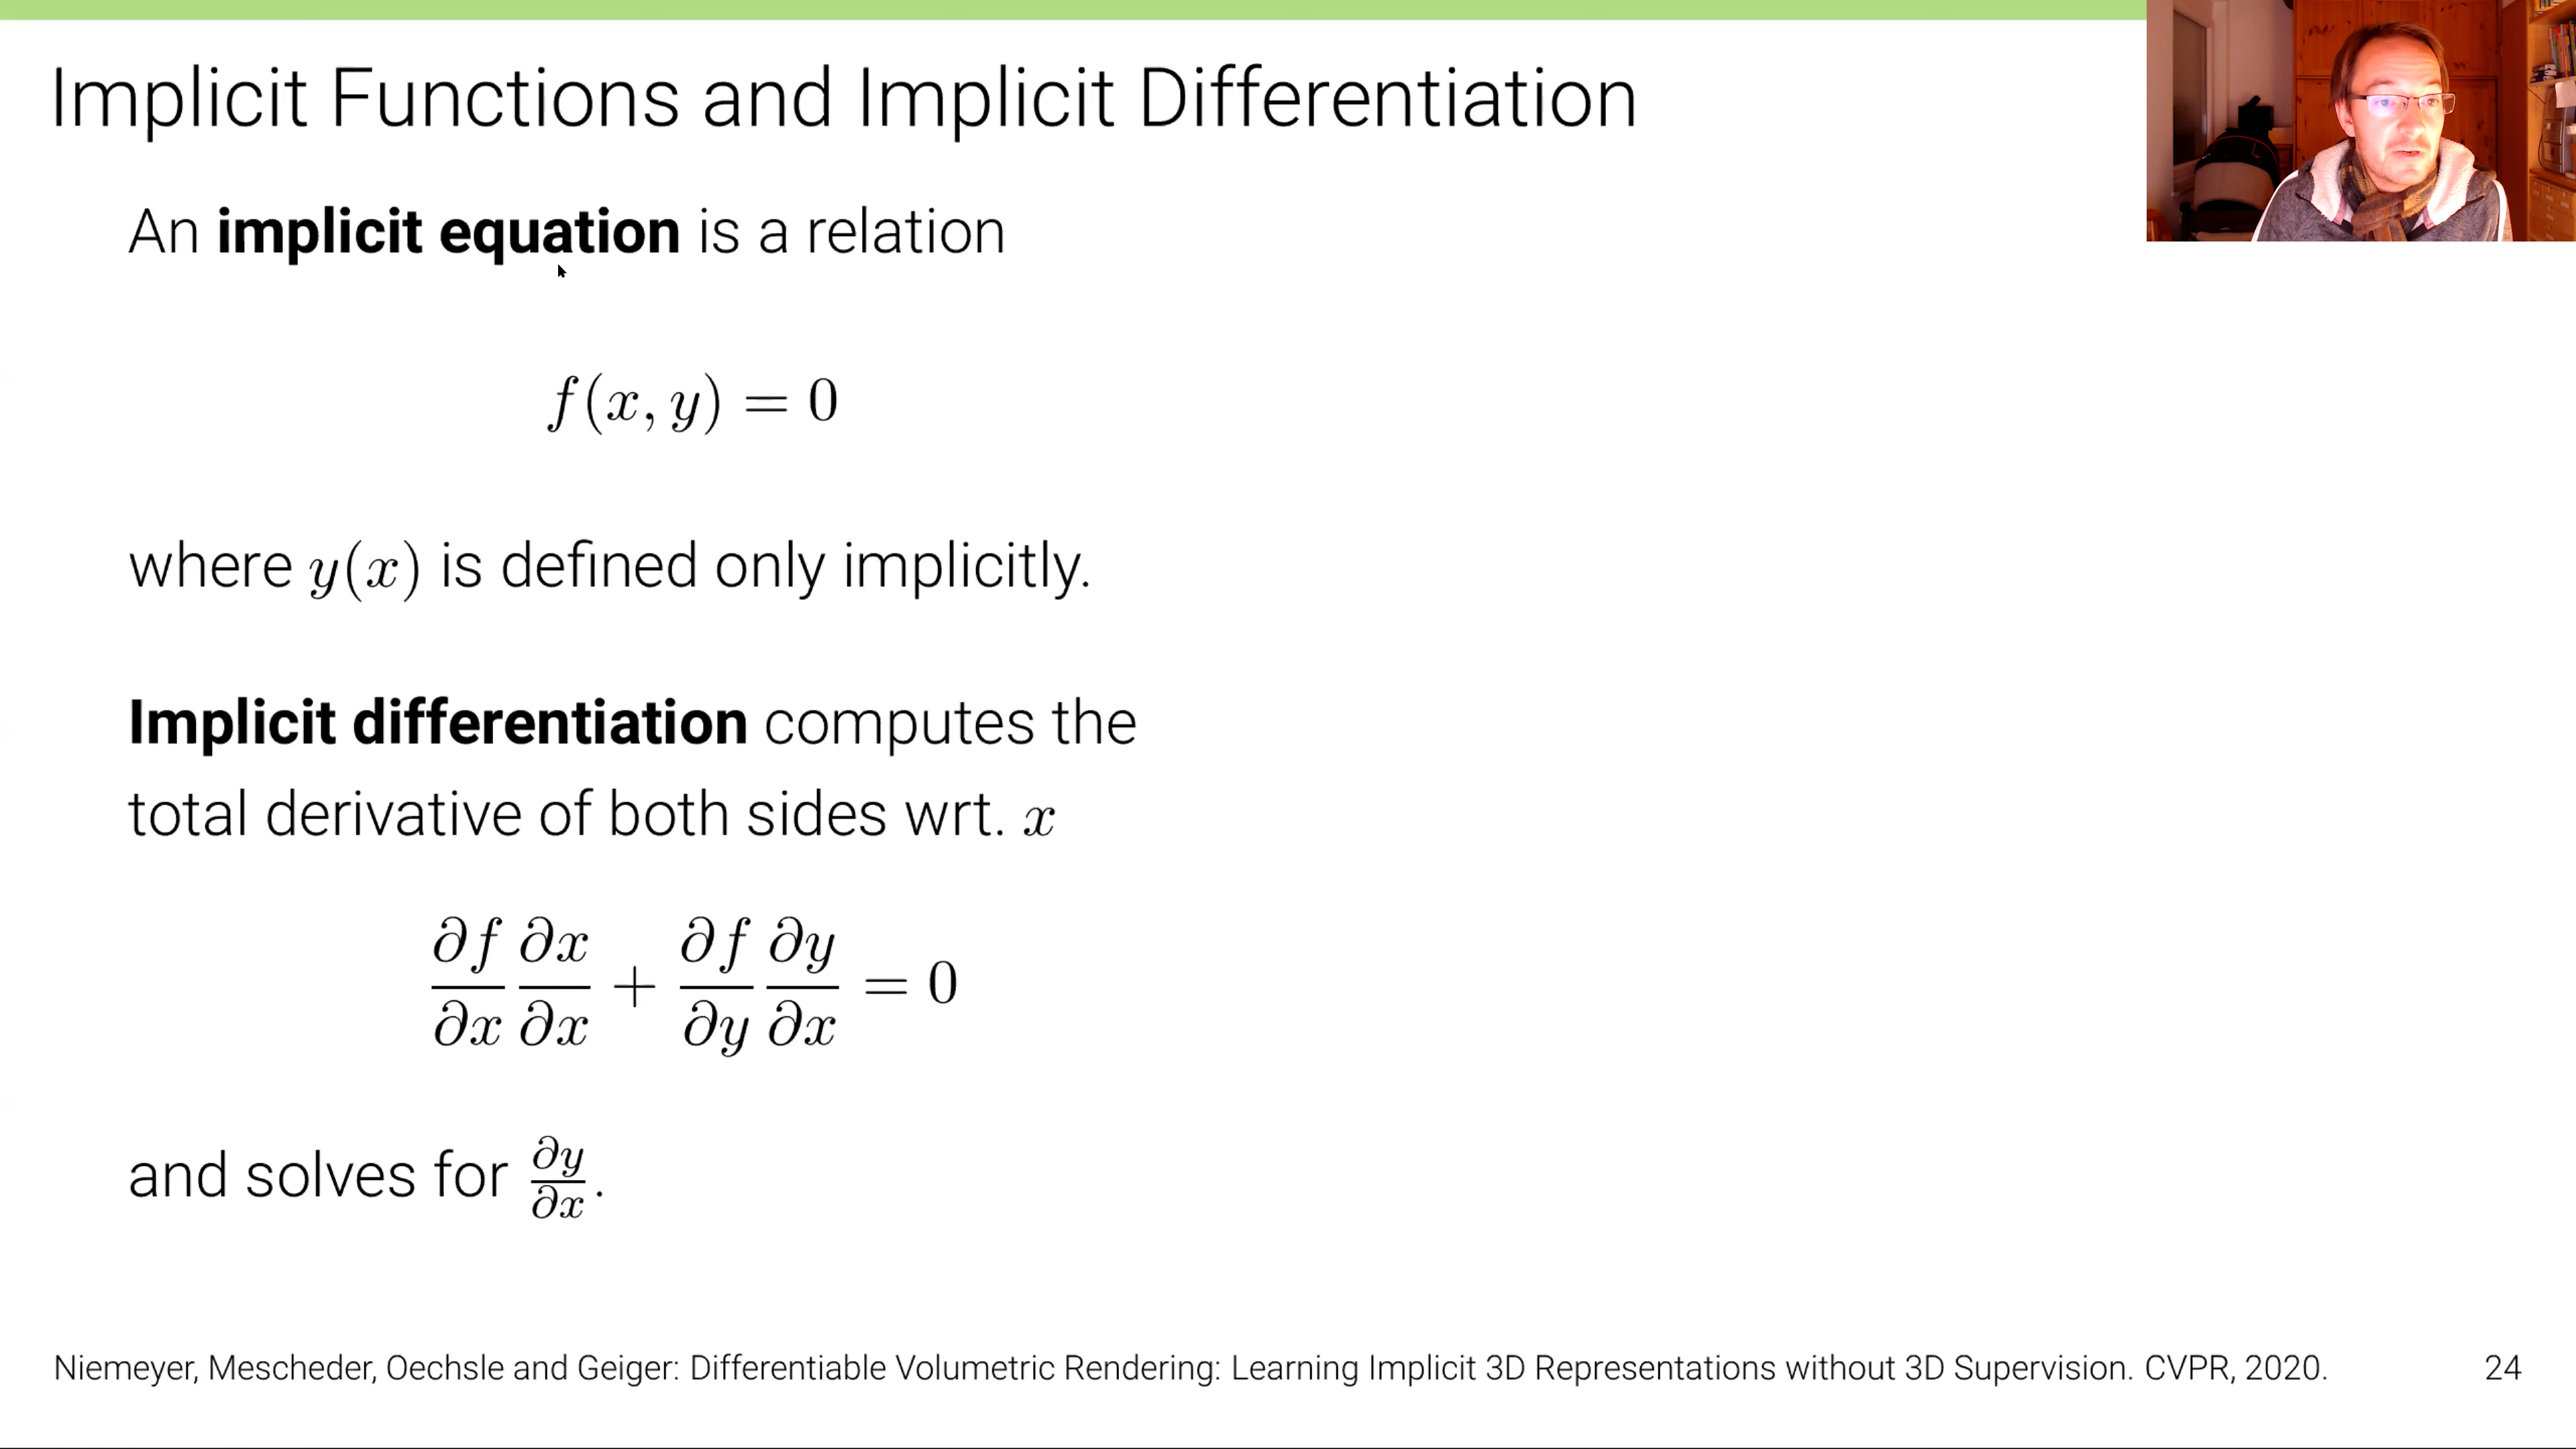 Implicit Functions and Implicit Differentiation
An implicit equation is a relation
f(x, y) = 0
where y(x) is defined only implicitly.
Implicit differentiation computes the
total derivative of both sides wrt. x
∂f/∂x ∂x/∂x + ∂f/∂y ∂y/∂x = 0
and solves for ∂y/∂x.
Niemeyer, Mescheder, Oechsle and Geiger: Differentiable Volumetric Rendering: Learning Implicit 3D Representations without 3D Supervision. CVPR, 2020. 24